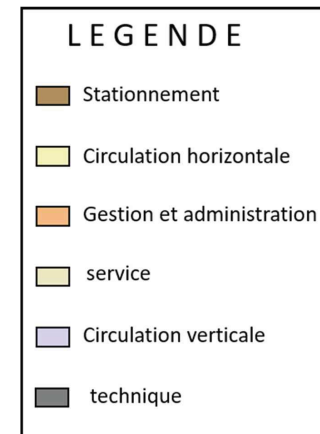 LEGENDE
Stationnement
Circulation horizontale
Gestion et administration
service
Circulation verticale
technique